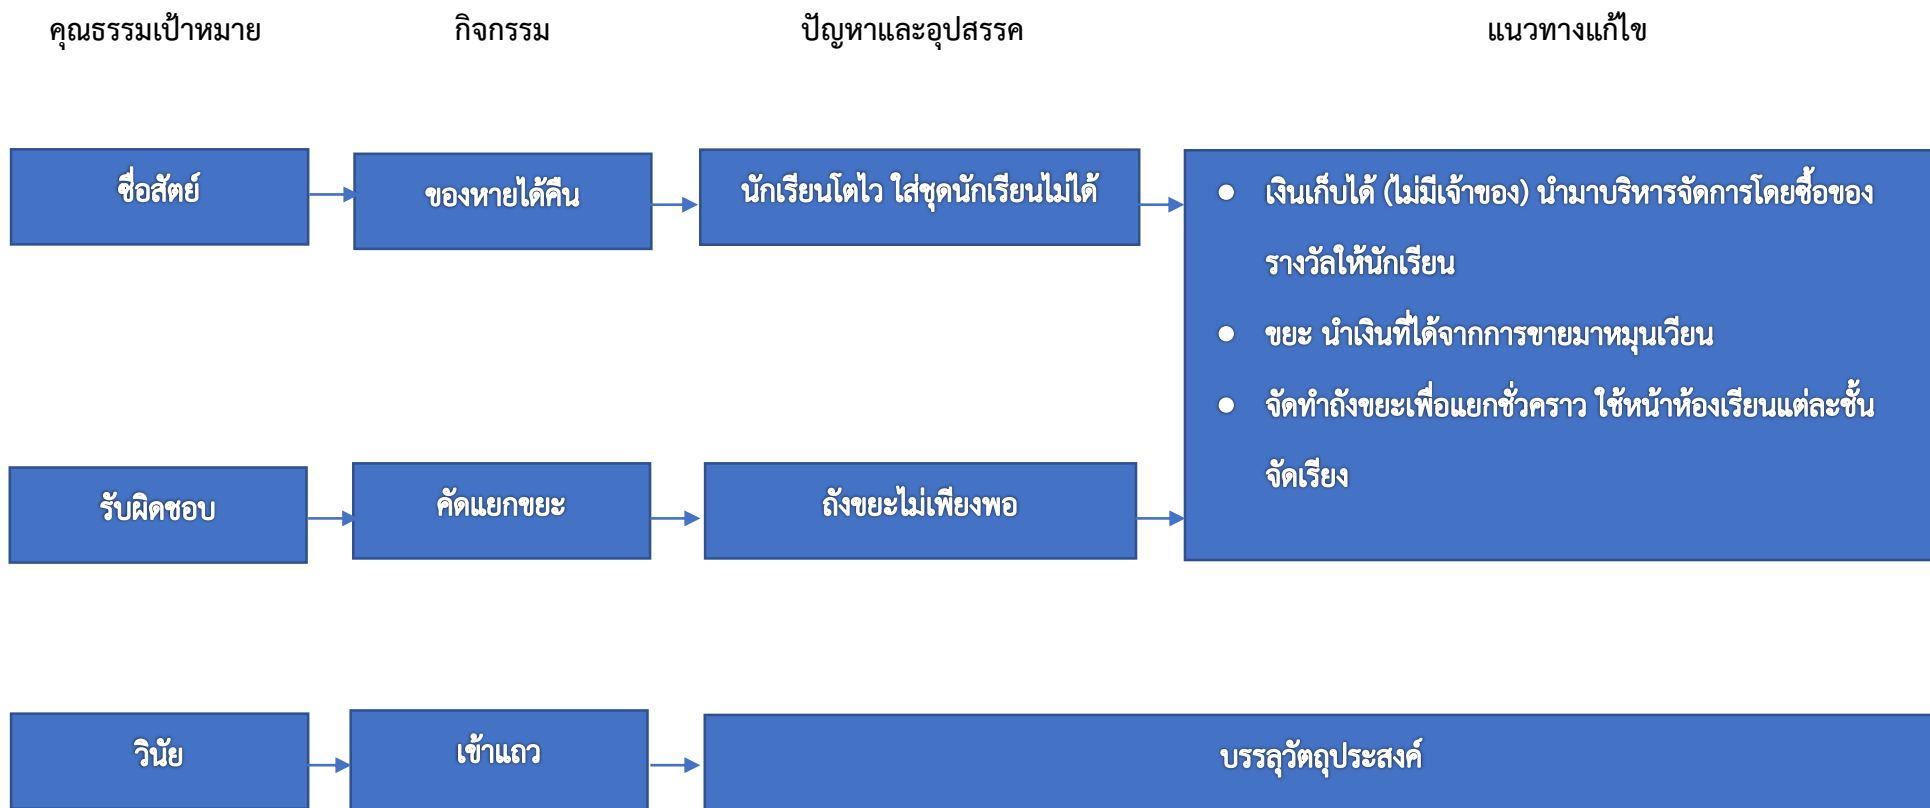 คุณธรรมเป้าหมาย
กิจกรรม
ปัญหาและอุปสรรค
แนวทางแก้ไข
ซื่อสัตย์
ของหายได้คืน
นักเรียนโตไว ใส่ชุดนักเรียนไม่ได้
● เงินเก็บได้ (ไม่มีเจ้าของ) นำมาบริหารจัดการโดยซื้อของ
รางวัลให้นักเรียน
● ขยะ นำเงินที่ได้จากการขายมาหมุนเวียน
● จัดทำถังขยะเพื่อแยกชั่วคราว ใช้หน้าห้องเรียนแต่ละชั้น
จัดเรียง
รับผิดชอบ
คัดแยกขยะ
ถังขยะไม่เพียงพอ
วินัย
เข้าแถว
บรรลุวัตถุประสงค์